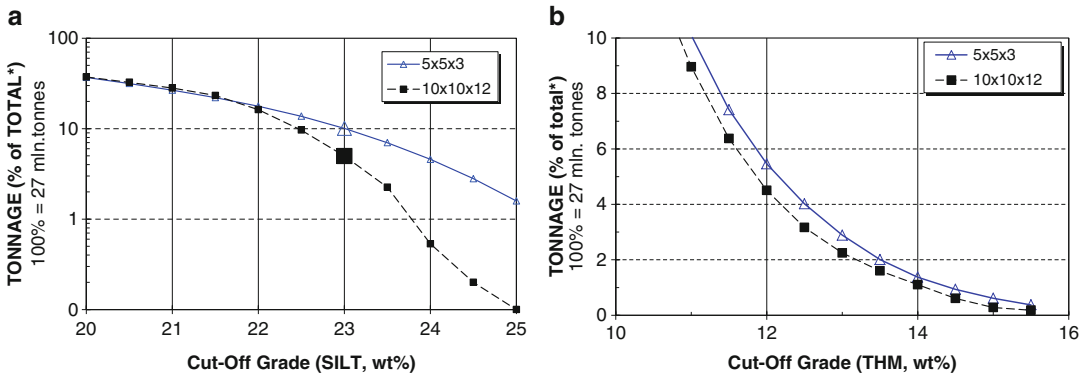 a
TONNAGE (% of TOTAL*)
100% = 27 mln.tonnes
100
10
1
0
5x5x3
10x10x12
20 21 22 23 24 25
Cut-Off Grade (SILT, wt%)
b
TONNAGE (% of total*)
100% = 27 mln. tonnes
10
8
6
4
2
0
5x5x3
10x10x12
10 12 14 16
Cut-Off Grade (THM, wt%)